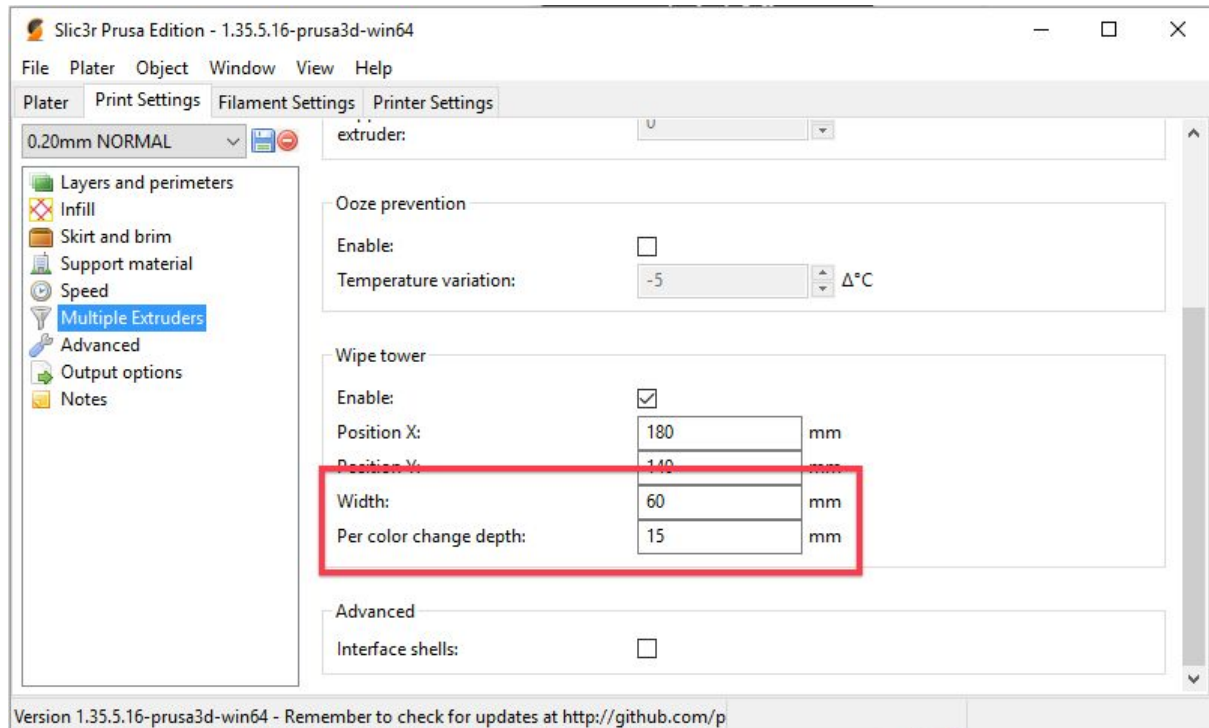 Slic3r Prusa Edition - 1.35.5.16-prusa3d-win64
File Plater Object Window View Help
Plater Print Settings Filament Settings Printer Settings
0.20mm NORMAL
Layers and perimeters
Infill
Skirt and brim
Support material
Speed
Multiple Extruders
Advanced
Output options
Notes
extruder: 0
Ooze prevention
Enable:
Temperature variation: -5 Δ°C
Wipe tower
Enable:
Position X: 180 mm
Position Y: 140 mm
Width: 60 mm
Per color change depth: 15 mm
Advanced
Interface shells:
Version 1.35.5.16-prusa3d-win64 - Remember to check for updates at http://github.com/p